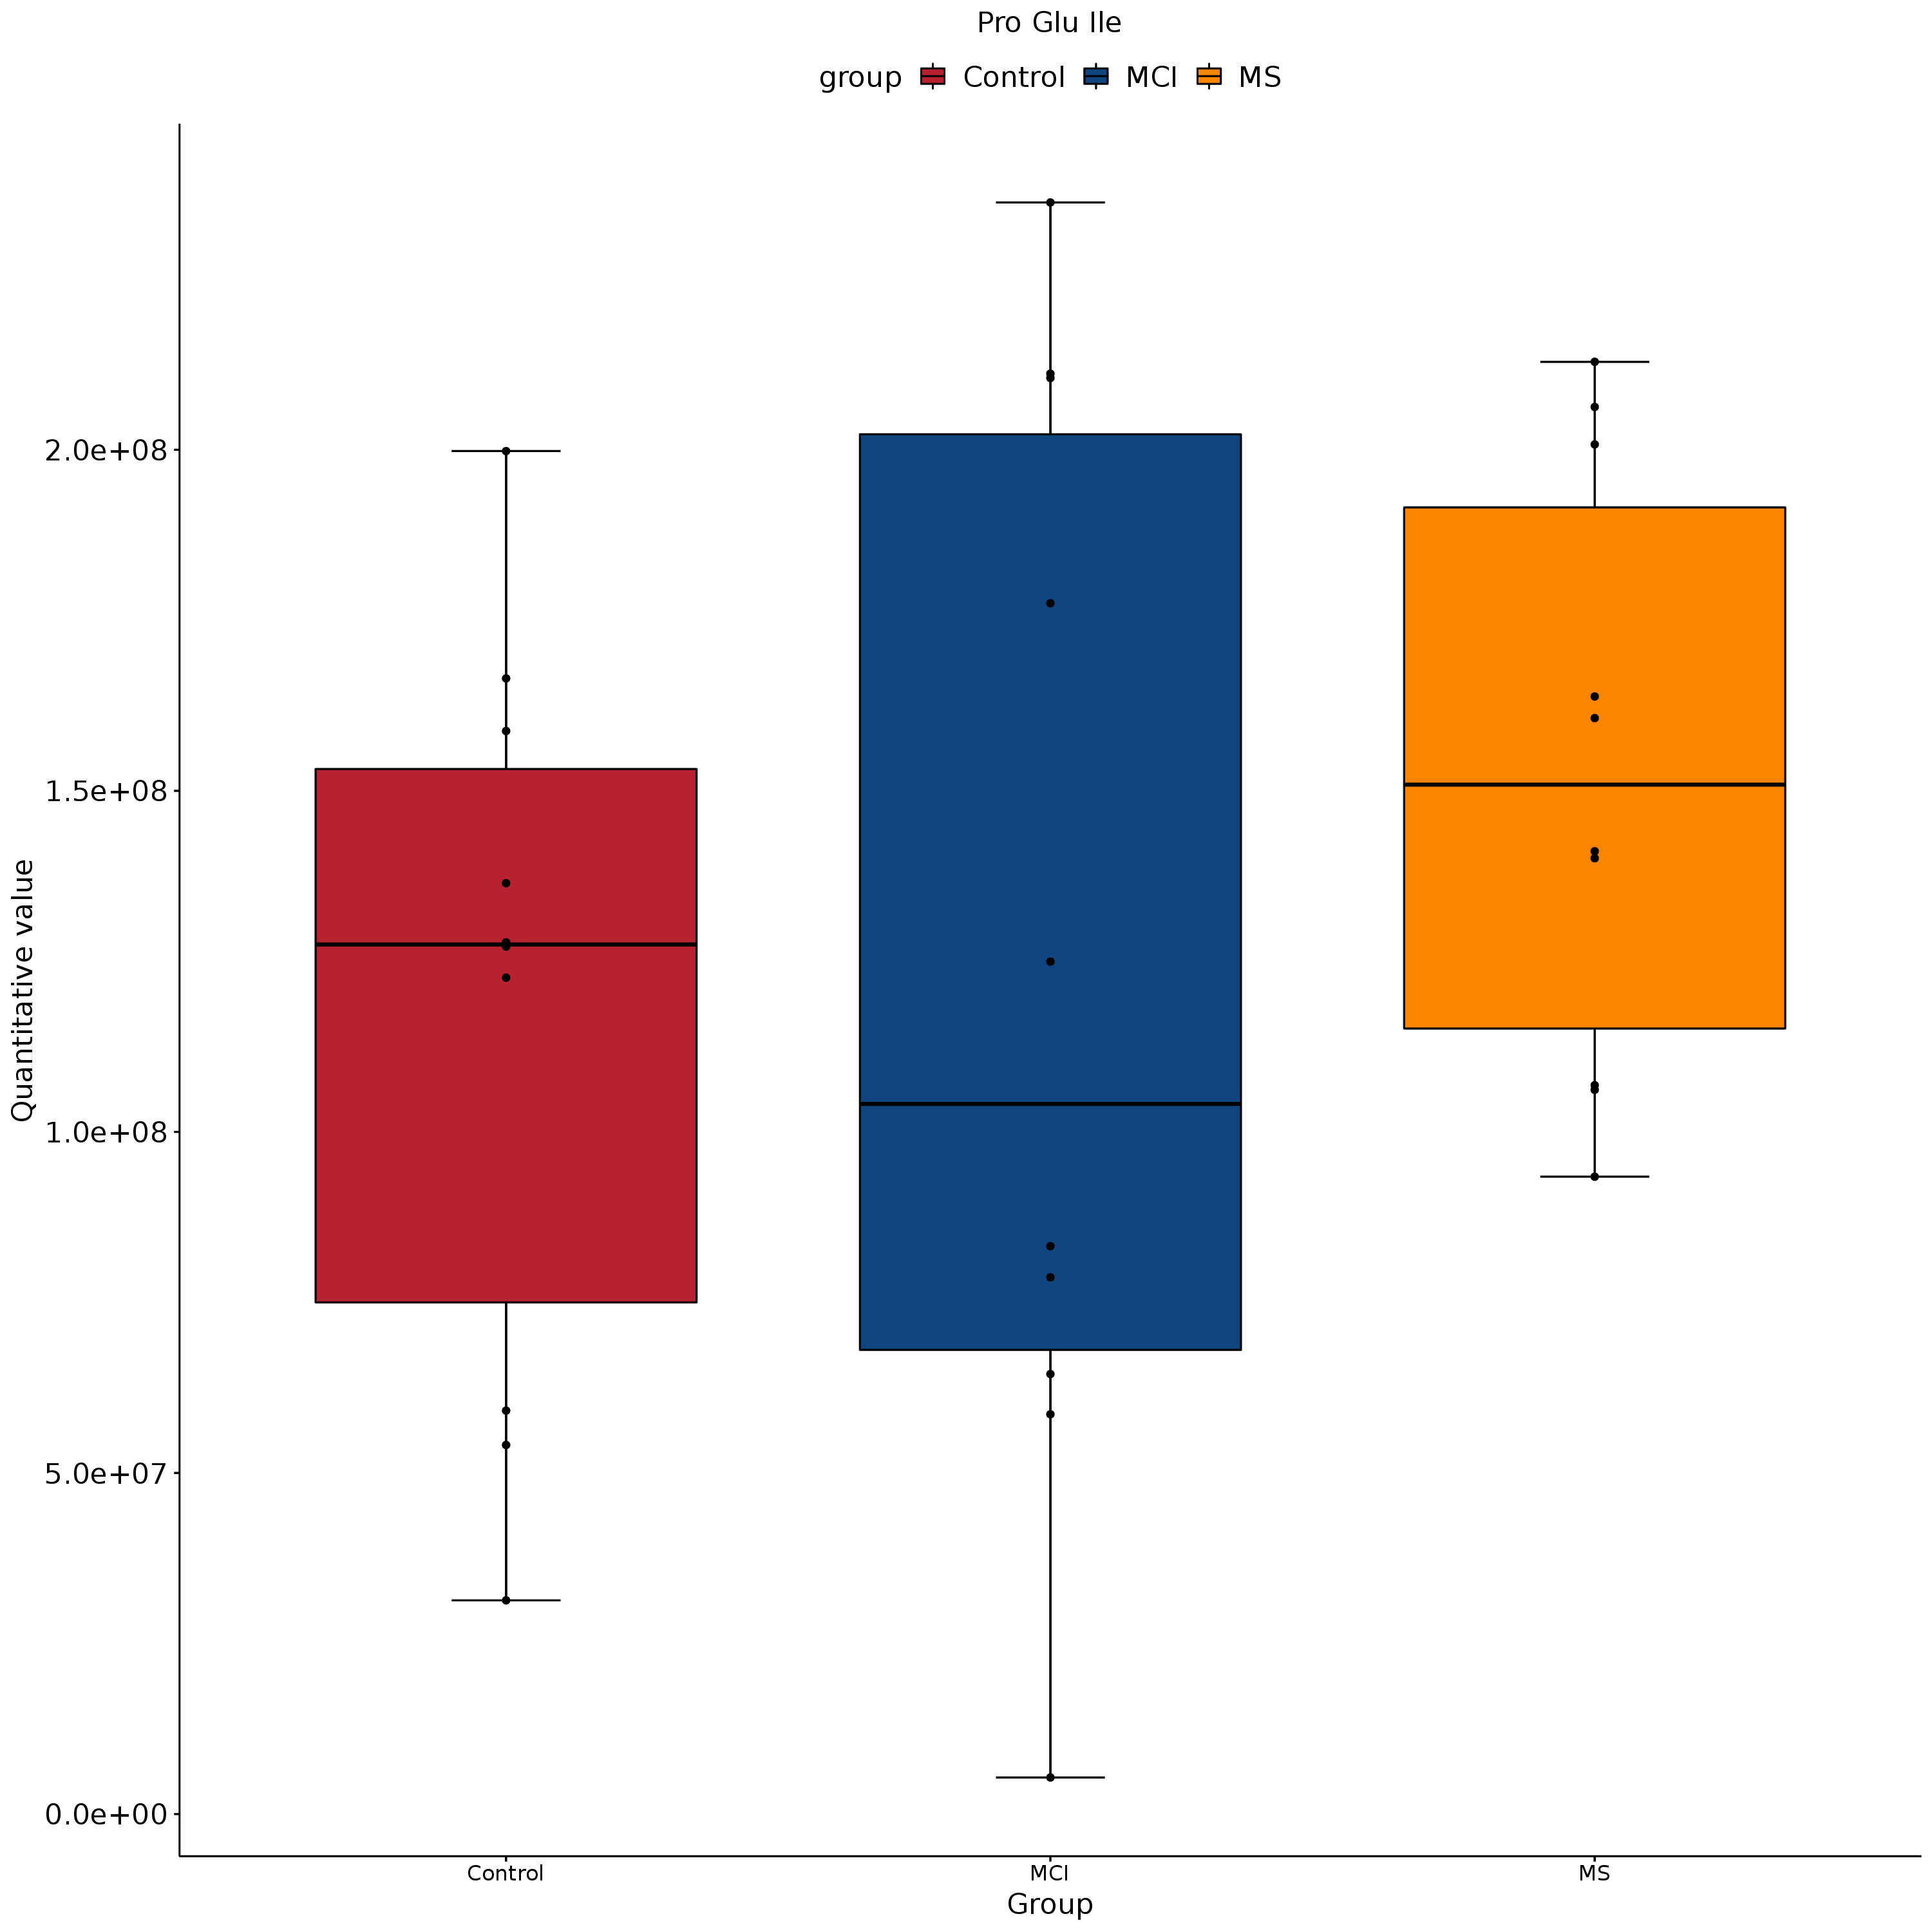 Pro Glu Ile
group Control MCI MS
Quantitative value
2.0e+08
1.5e+08
1.0e+08
5.0e+07
0.0e+00
Control MCI MS
Group